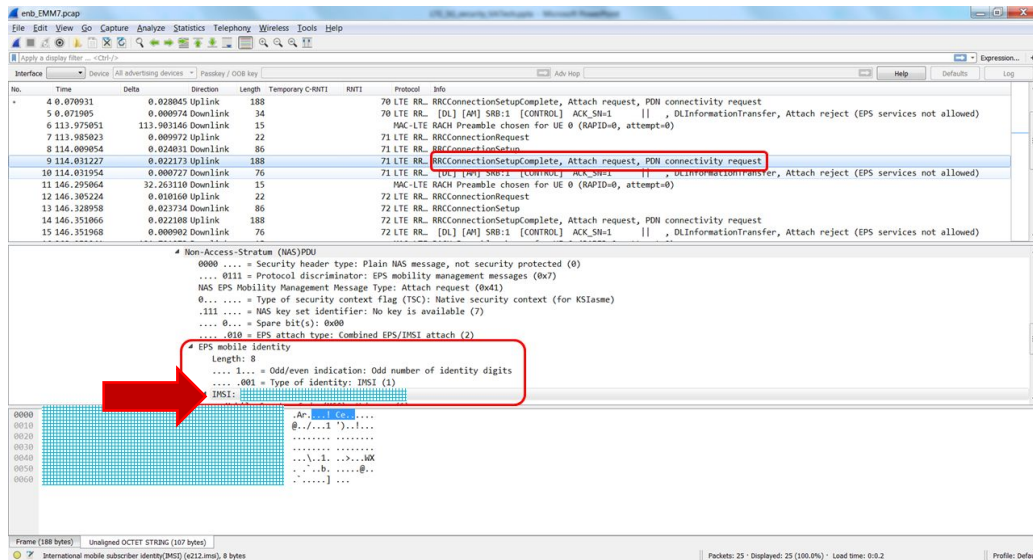 enb_EMM7.pcap
File Edit View Go Capture Analyze Statistics Telephony Wireless Tools Help
Apply a display filter ... <Ctrl-/> Expression...
Interface Device All advertising devices Passkey / OOB key Adv Hop Help Defaults Log
No. Time Delta Direction Length Temporary C-RNTI RNTI Protocol Info
4 0.070931 0.028045 Uplink 188 70 LTE RR... RRCConnectionSetupComplete, Attach request, PDN connectivity request
5 0.071905 0.000974 Downlink 34 70 LTE RR... [DL] [AM] SRB:1 [CONTROL] ACK_SN=1 || , DLInformationTransfer, Attach reject (EPS services not allowed)
6 113.975051 113.903146 Downlink 15 MAC-LTE RACH Preamble chosen for UE 0 (RAPID=0, attempt=0)
7 113.985023 0.009972 Uplink 22 71 LTE RR... RRCConnectionRequest
8 114.009054 0.024031 Downlink 86 71 LTE RR... RRCConnectionSetup
9 114.031227 0.022173 Uplink 188 71 LTE RR... RRCConnectionSetupComplete, Attach request, PDN connectivity request
10 114.031954 0.000727 Downlink 76 71 LTE RR... [DL] [AM] SRB:1 [CONTROL] ACK_SN=1 || , DLInformationTransfer, Attach reject (EPS services not allowed)
11 146.295064 32.263110 Downlink 15 MAC-LTE RACH Preamble chosen for UE 0 (RAPID=0, attempt=0)
12 146.305224 0.010160 Uplink 22 72 LTE RR... RRCConnectionRequest
13 146.328958 0.023734 Downlink 86 72 LTE RR... RRCConnectionSetup
14 146.351066 0.022108 Uplink 188 72 LTE RR... RRCConnectionSetupComplete, Attach request, PDN connectivity request
15 146.351968 0.000902 Downlink 76 72 LTE RR... [DL] [AM] SRB:1 [CONTROL] ACK_SN=1 || , DLInformationTransfer, Attach reject (EPS services not allowed)
Non-Access-Stratum (NAS)PDU
0000 .... = Security header type: Plain NAS message, not security protected (0)
.... 0111 = Protocol discriminator: EPS mobility management messages (0x7)
NAS EPS Mobility Management Message Type: Attach request (0x41)
0... .... = Type of security context flag (TSC): Native security context (for KSIasme)
.111 .... = NAS key set identifier: No key is available (7)
.... 0... = Spare bit(s): 0x00
.... .010 = EPS attach type: Combined EPS/IMSI attach (2)
EPS mobile identity
Length: 8
.... 1... = Odd/even indication: Odd number of identity digits
.... .001 = Type of identity: IMSI (1)
IMSI:
0000 .Ar....! Ce......
0010 @../...1 ')..!...
0020 ........ ........
0030 ........ ........
0040 ...\..1. ..>...WX
0050 . .`..b. .....@..
0060 .`.....] ...
Frame (188 bytes) Unaligned OCTET STRING (107 bytes)
International mobile subscriber identity(IMSI) (e212.imsi), 8 bytes Packets: 25 · Displayed: 25 (100.0%) · Load time: 0:0.2 Profile: Defau